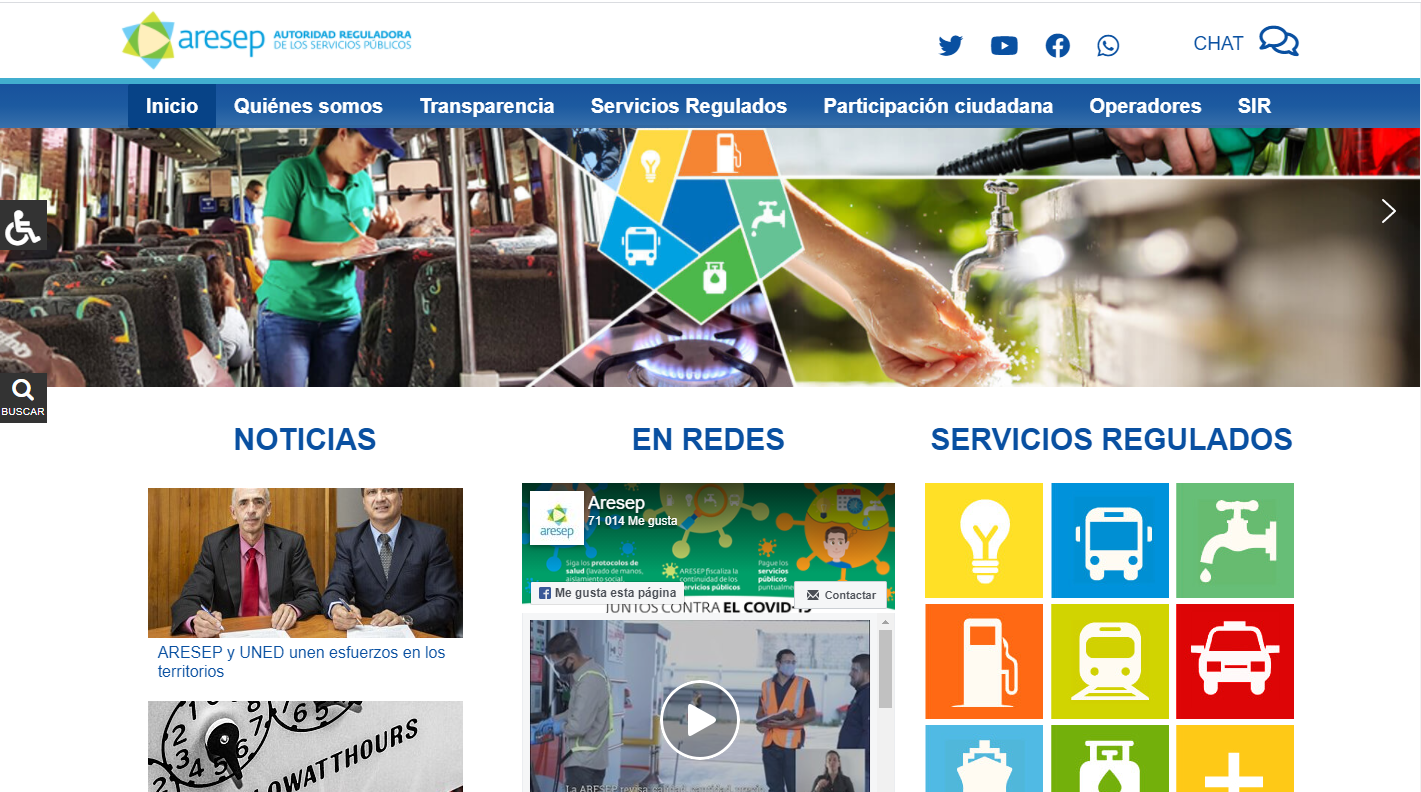 aresep AUTORIDAD REGULADORA
DE LOS SERVICIOS PÚBLICOS
CHAT
Inicio Quiénes somos Transparencia Servicios Regulados Participación ciudadana Operadores SIR
BUSCAR
NOTICIAS
ARESEP y UNED unen esfuerzos en los
territorios
KILOWATTHOURS
EN REDES
aresep
Aresep
71 014 Me gusta
Siga los protocolos de
salud (lavado de manos,
aislamiento social
ARESEP fiscaliza la
continuidad de los
servicios públicos
Pague los
servicios
públicos
puntualme
Me gusta esta página
Contactar
JUNTOS CONTRA EL COVID-19
La ARESEP revisa: calidad, cantidad, precio
SERVICIOS REGULADOS